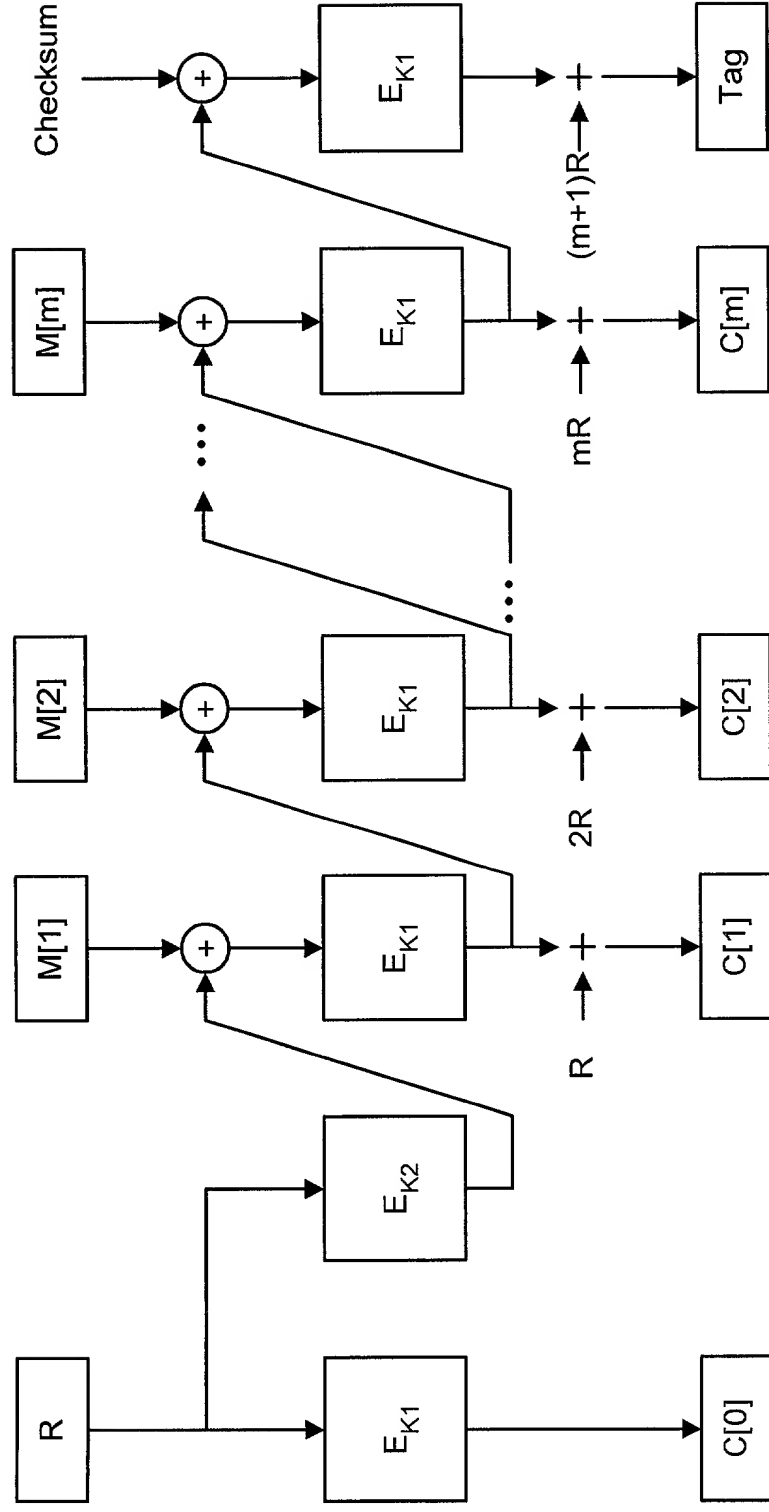 R
M[1]
M[2]
M[m]
Checksum
+
+
...
+
+
E_K1
E_K2
E_K1
E_K1
...
E_K1
E_K1
R
+
2R
+
mR
+
(m+1)R
+
C[0]
C[1]
C[2]
C[m]
Tag